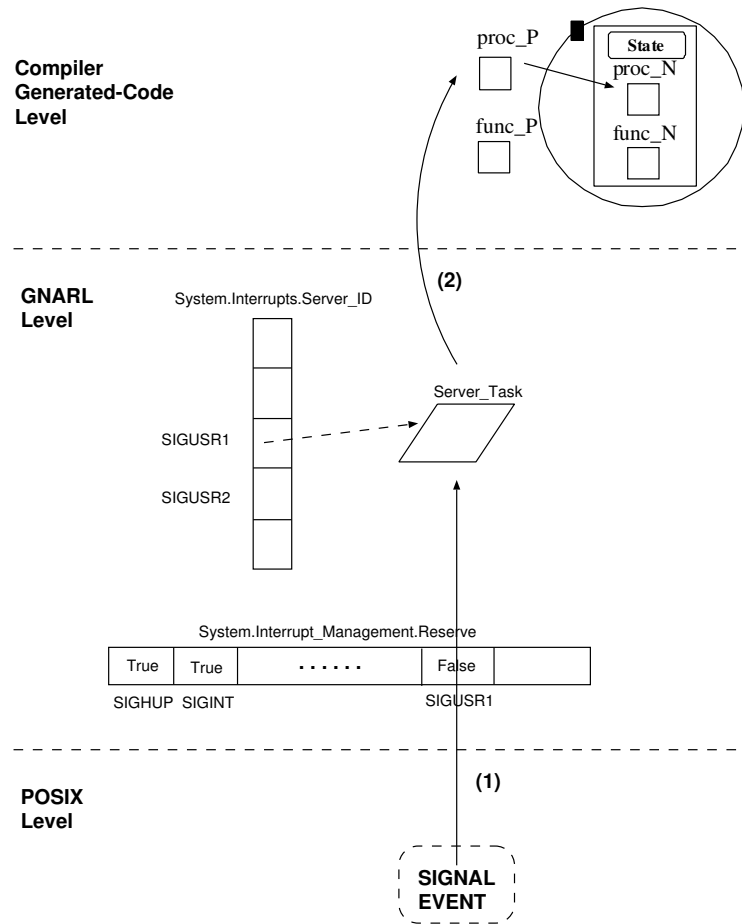 proc_P
State
Compiler
Generated-Code
Level
proc_N
func_P
func_N
(2)
GNARL
Level
System.Interrupts.Server_ID
Server_Task
SIGUSR1
SIGUSR2
System.Interrupt_Management.Reserve
True True ...... False
SIGHUP SIGINT SIGUSR1
(1)
POSIX
Level
SIGNAL
EVENT